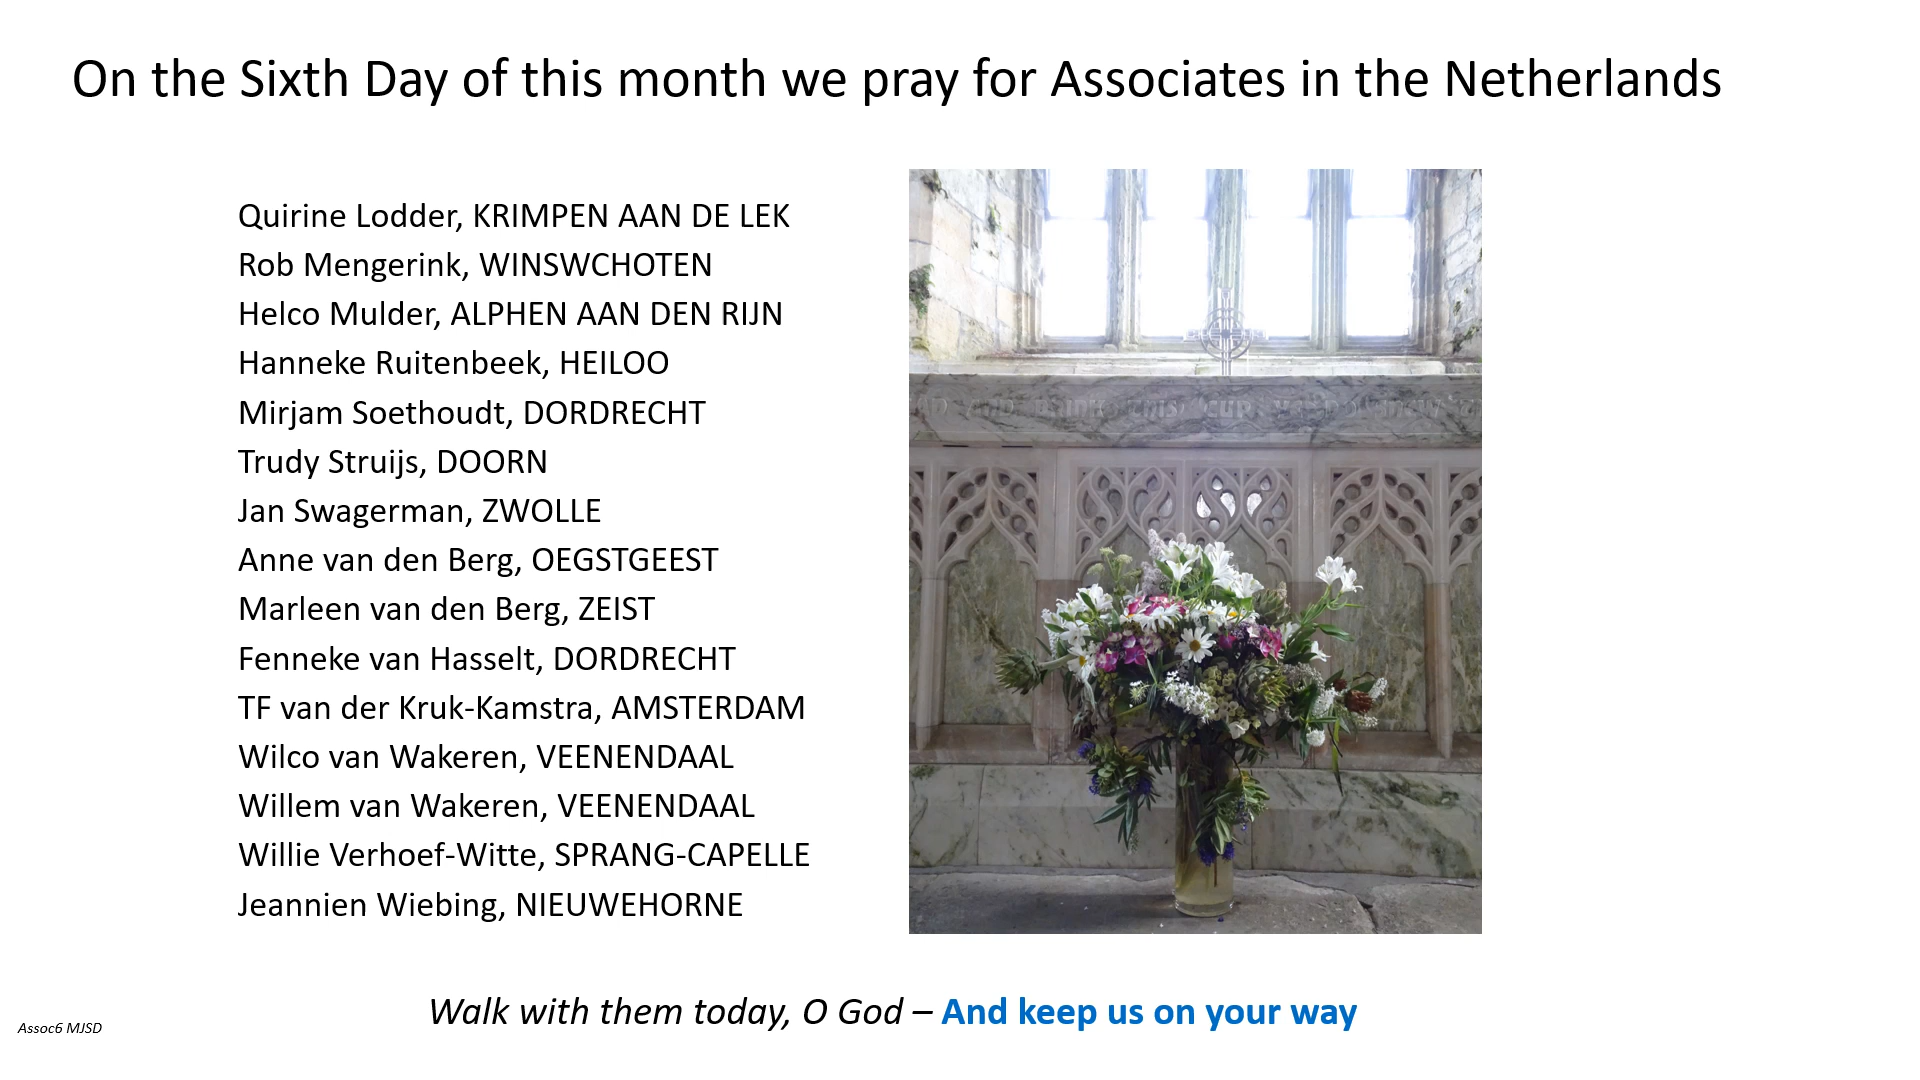 On the Sixth Day of this month we pray for Associates in the Netherlands
Quirine Lodder, KRIMPEN AAN DE LEK
Rob Mengerink, WINSWCHOTEN
Helco Mulder, ALPHEN AAN DEN RIJN
Hanneke Ruitenbeek, HEILOO
Mirjam Soethoudt, DORDRECHT
Trudy Struijs, DOORN
Jan Swagerman, ZWOLLE
Anne van den Berg, OEGSTGEEST
Marleen van den Berg, ZEIST
Fenneke van Hasselt, DORDRECHT
TF van der Kruk-Kamstra, AMSTERDAM
Wilco van Wakeren, VEENENDAAL
Willem van Wakeren, VEENENDAAL
Willie Verhoef-Witte, SPRANG-CAPELLE
Jeannien Wiebing, NIEUWEHORNE
and drink this cup
Walk with them today, O God – And keep us on your way
Assoc6 MJSD